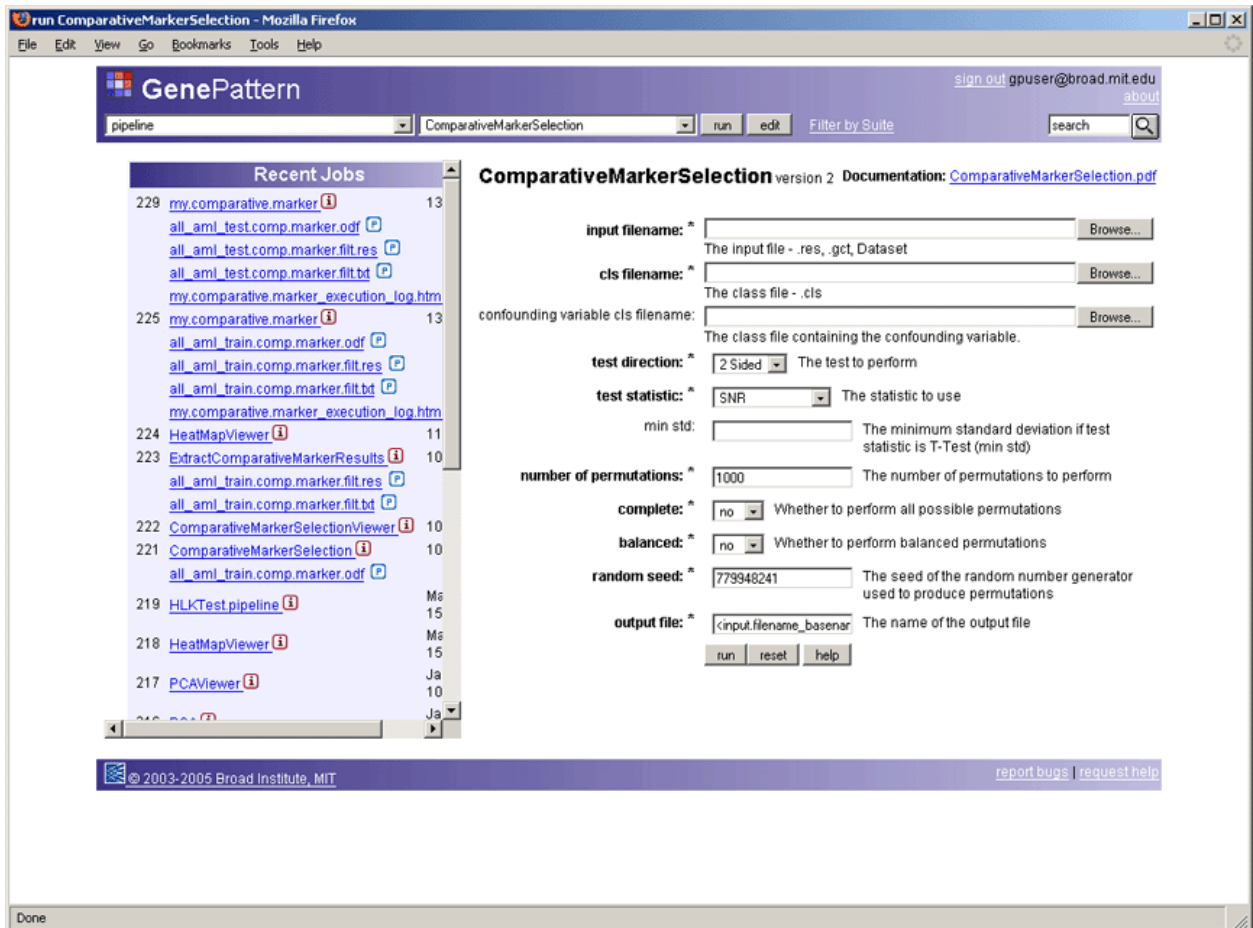 run ComparativeMarkerSelection - Mozilla Firefox
File Edit View Go Bookmarks Tools Help
GenePattern
sign out gpuser@broad.mit.edu
about
pipeline ComparativeMarkerSelection run edit Filter by Suite search
Recent Jobs
229 my.comparative.marker 13
all_aml_test.comp.marker.odf
all_aml_test.comp.marker.filt.res
all_aml_test.comp.marker.filt.txt
my.comparative.marker_execution_log.htm
225 my.comparative.marker 13
all_aml_train.comp.marker.odf
all_aml_train.comp.marker.filt.res
all_aml_train.comp.marker.filt.txt
my.comparative.marker_execution_log.htm
224 HeatMapViewer 11
223 ExtractComparativeMarkerResults 10
all_aml_train.comp.marker.filt.res
all_aml_train.comp.marker.filt.txt
222 ComparativeMarkerSelectionViewer 10
221 ComparativeMarkerSelection 10
all_aml_train.comp.marker.odf
219 HLKTest.pipeline Ma
15
218 HeatMapViewer Ma
15
217 PCAViewer Ja
10
Ja
ComparativeMarkerSelection version 2 Documentation: ComparativeMarkerSelection.pdf
input filename: * Browse...
The input file - .res, .gct, Dataset
cls filename: * Browse...
The class file - .cls
confounding variable cls filename: Browse...
The class file containing the confounding variable.
test direction: * 2 Sided The test to perform
test statistic: * SNR The statistic to use
min std: The minimum standard deviation if test
statistic is T-Test (min std)
number of permutations: * 1000 The number of permutations to perform
complete: * no Whether to perform all possible permutations
balanced: * no Whether to perform balanced permutations
random seed: * 779948241 The seed of the random number generator
used to produce permutations
output file: * <input.filename_basenar The name of the output file
run reset help
© 2003-2005 Broad Institute, MIT
report bugs | request help
Done